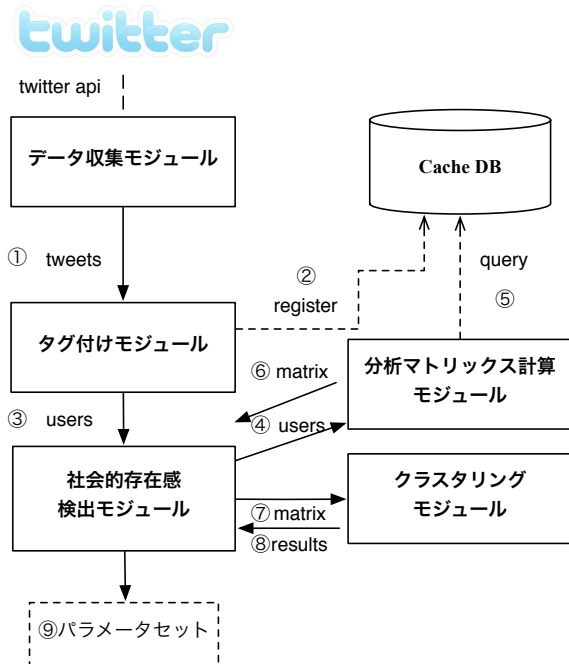 twitter
twitter api
データ収集モジュール
Cache DB
① tweets
②
register
query
⑤
タグ付けモジュール
⑥ matrix
分析マトリックス計算
モジュール
③ users
④ users
社会的存在感
検出モジュール
クラスタリング
モジュール
⑦ matrix
⑧results
⑨パラメータセット